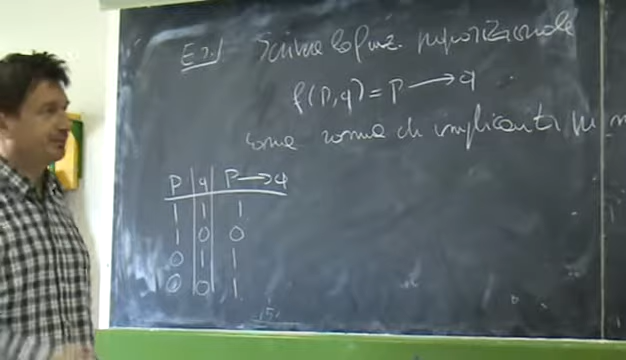 Es. 1 Scrivere la funz. proposizionale
f(p,q) = p → q
come somma di implicanti
p q p → q
1 1 1
1 0 0
0 1 1
0 0 1